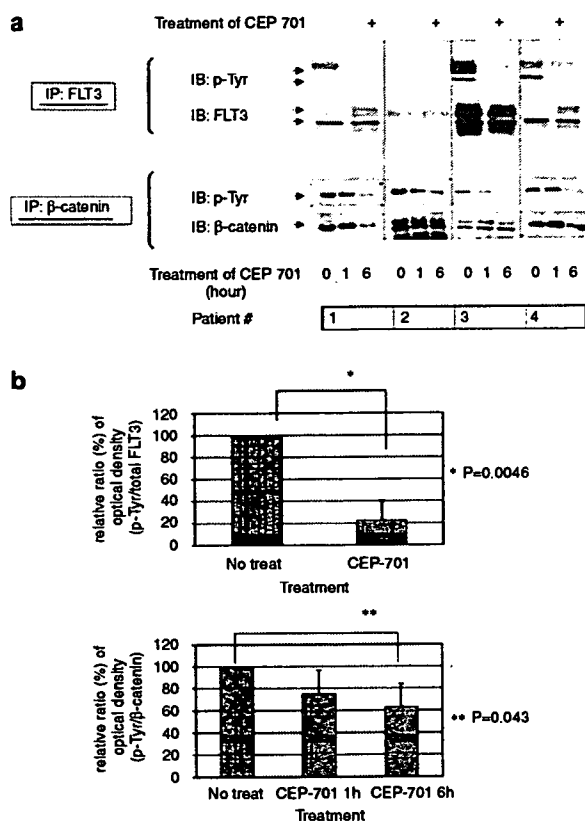 a
Treatment of CEP 701 + + + +
IP: FLT3
IB: p-Tyr
IB: FLT3
IP: β-catenin
IB: p-Tyr
IB: β-catenin
Treatment of CEP 701 0 1 6 0 1 6 0 1 6 0 1 6
(hour)
Patient # 1 2 3 4
b
*
relative ratio (%) of
optical density
(p-Tyr/total FLT3)
120
100
80
60
40
20
0
* P=0.0046
No treat CEP-701
Treatment
**
relative ratio (%) of
optical density
(p-Tyr/β-catenin)
120
100
80
60
40
20
0
** P=0.043
No treat CEP-701 1h CEP-701 6h
Treatment